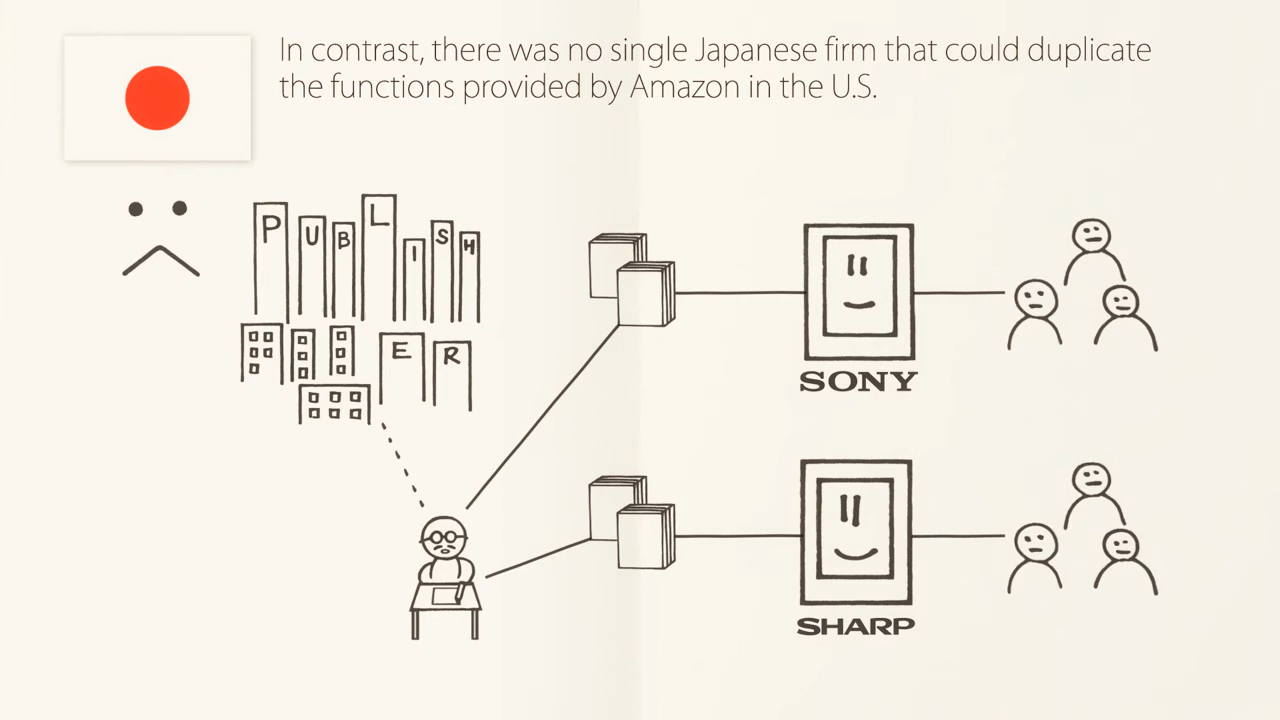 In contrast, there was no single Japanese firm that could duplicate
the functions provided by Amazon in the U.S.
PUBLISH
ER
SONY
SHARP